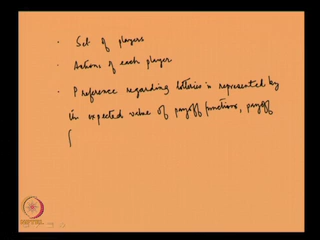 Set of players
Actions of each player
Preference regarding lotteries is represented by
the expected value of payoff functions, payoff